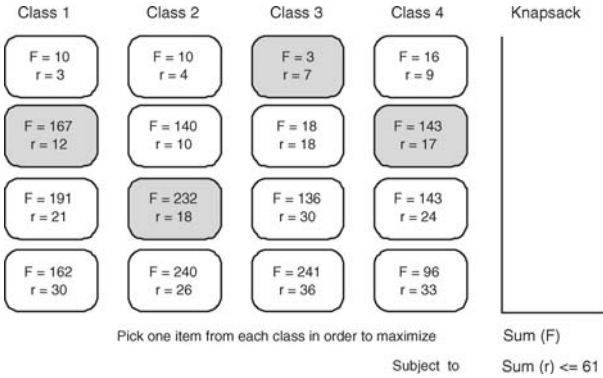 Class 1 Class 2 Class 3 Class 4 Knapsack
F = 10 F = 10 F = 3 F = 16
r = 3 r = 4 r = 7 r = 9
F = 167 F = 140 F = 18 F = 143
r = 12 r = 10 r = 18 r = 17
F = 191 F = 232 F = 136 F = 143
r = 21 r = 18 r = 30 r = 24
F = 162 F = 240 F = 241 F = 96
r = 30 r = 26 r = 36 r = 33
Pick one item from each class in order to maximize Sum (F)
Subject to Sum (r) <= 61